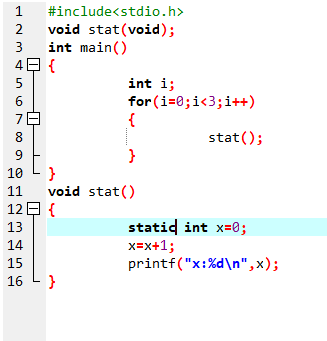 1 #include<stdio.h>
2 void stat(void);
3 int main()
4 {
5 int i;
6 for(i=0;i<3;i++)
7 {
8 stat();
9 }
10 }
11 void stat()
12 {
13 static int x=0;
14 x=x+1;
15 printf("x:%d\n",x);
16 }